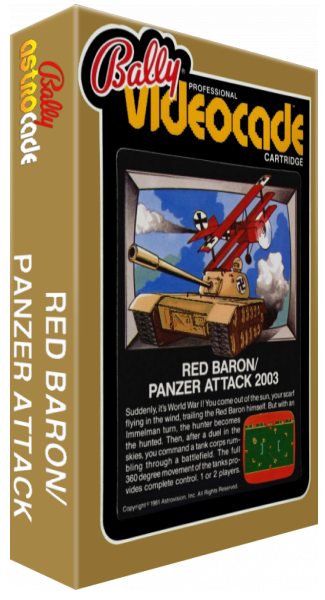 Bally
astrocade
RED BARON/
PANZER ATTACK
Bally
PROFESSIONAL
Videocade
CARTRIDGE
RED BARON/
PANZER ATTACK 2003
Suddenly, it's World War I! You come out of the sun, your scarf
flying in the wind, trailing the Red Baron himself. But with an
Immelman turn, the hunter becomes
the hunted. Then, after a duel in the
skies, you command a tank corps rum-
bling through a battlefield. The full
360 degree movement of the tanks pro-
vides complete control. 1 or 2 players.
Copyright © 1981 Astrovision, Inc. All Rights Reserved.